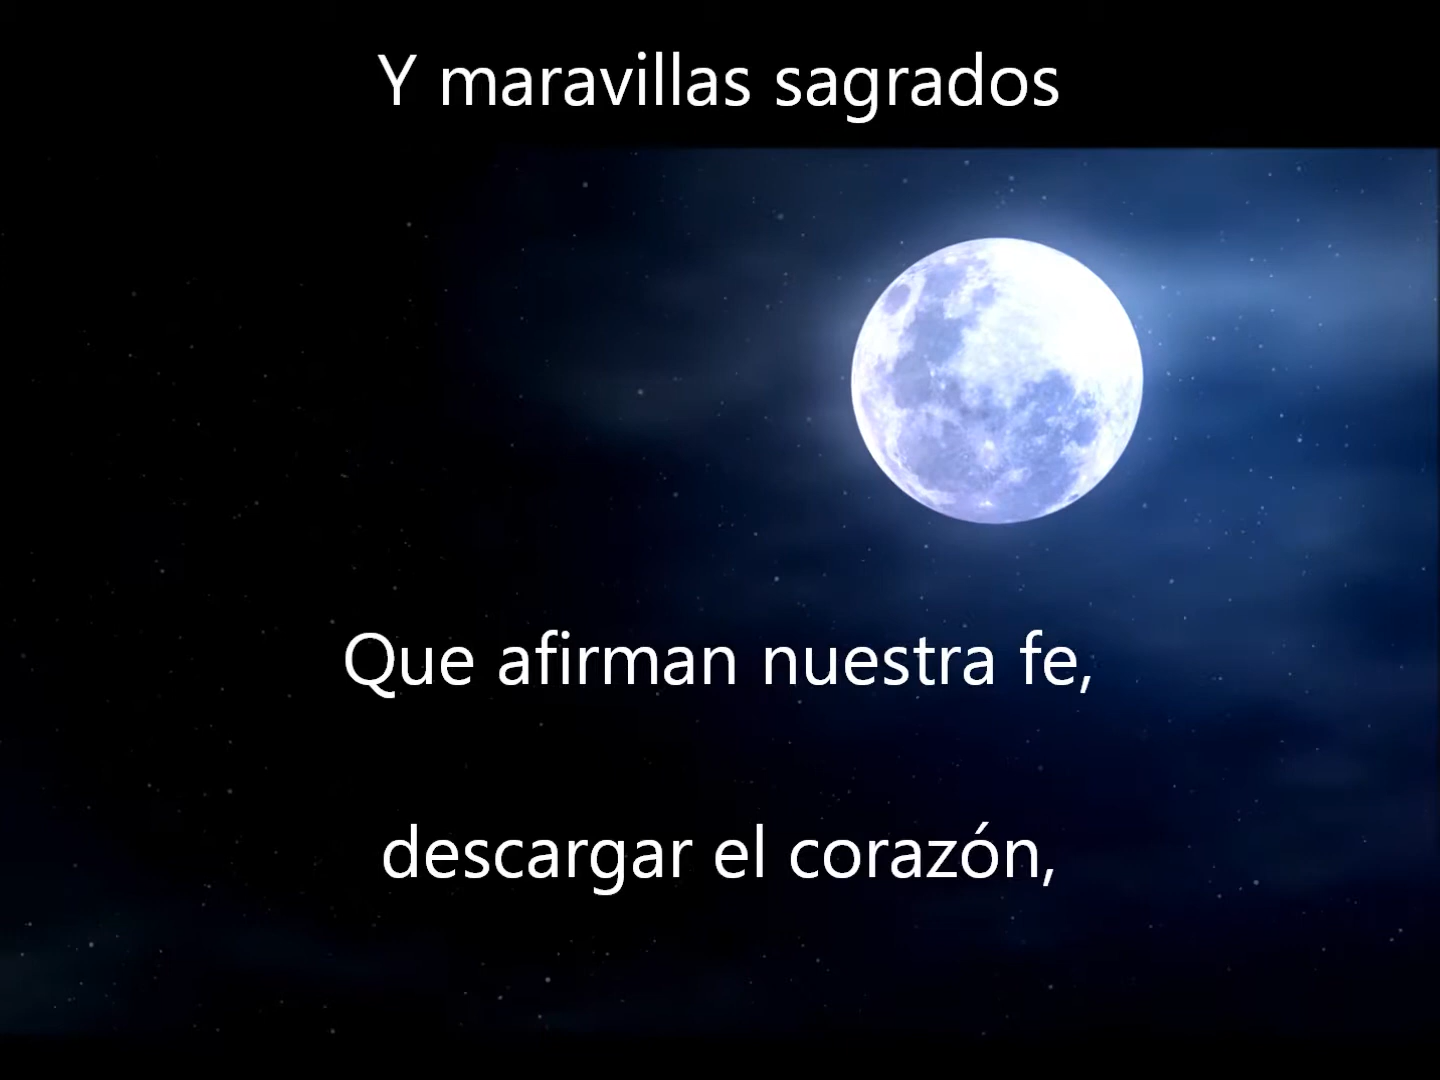 Y maravillas sagrados
Que afirman nuestra fe,
descargar el corazón,